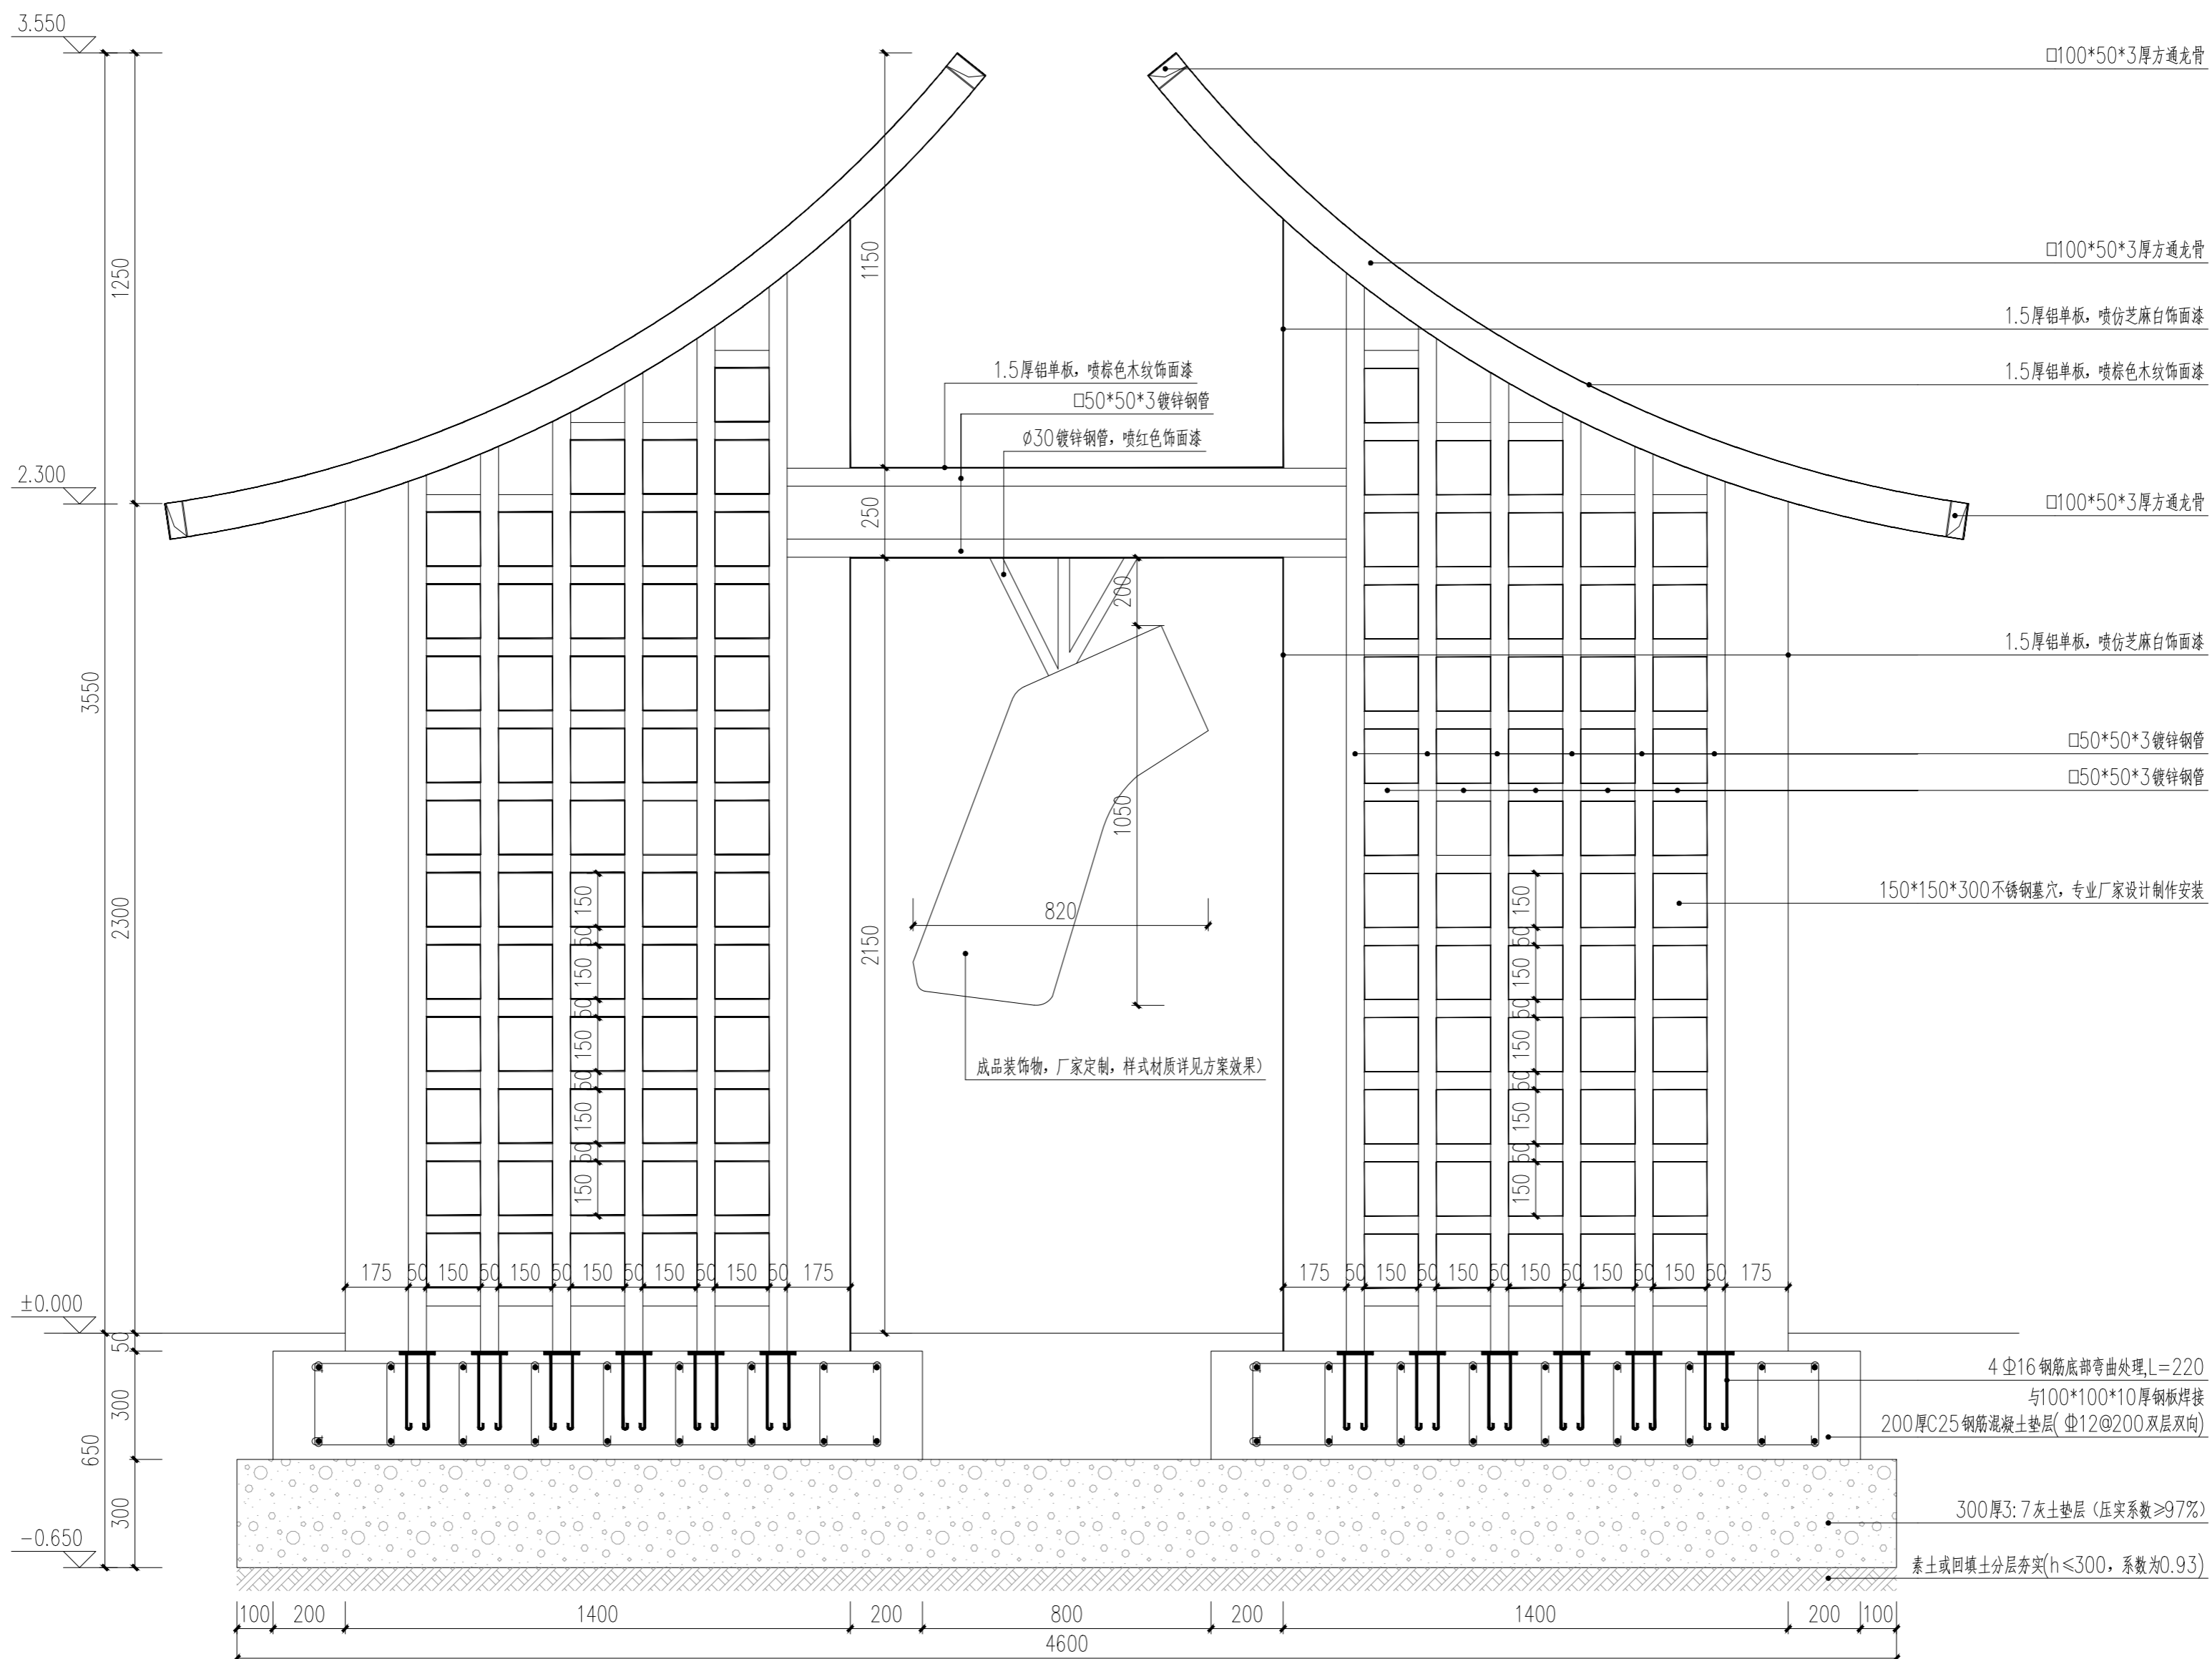 3.550
□100*50*3厚方通龙骨
1250
1150
□100*50*3厚方通龙骨
1.5厚铝单板，喷仿芝麻白饰面漆
1.5厚铝单板，喷棕色木纹饰面漆
1.5厚铝单板，喷棕色木纹饰面漆
□50*50*3镀锌钢管
ø30镀锌钢管，喷红色饰面漆
2.300
250
□100*50*3厚方通龙骨
200
1.5厚铝单板，喷仿芝麻白饰面漆
3550
□50*50*3镀锌钢管
□50*50*3镀锌钢管
1050
150
150
150*150*300不锈钢墓穴，专业厂家设计制作安装
820
2300
2150
50
50
150
150
50
50
150
150
成品装饰物，厂家定制，样式材质详见方案效果)
50
50
150
150
50
50
150
150
175 50 150 50 150 50 150 50 150 50 150 50 175
175 50 150 50 150 50 150 50 150 50 150 50 175
±0.000
50
4Φ16钢筋底部弯曲处理,L=220
与100*100*10厚钢板焊接
300
200厚C25钢筋混凝土垫层(Φ12@200双层双向)
650
300
300厚3:7灰土垫层（压实系数≥97%）
-0.650
素土或回填土分层夯实(h≤300，系数为0.93)
100 200 1400 200 800 200 1400 200 100
4600